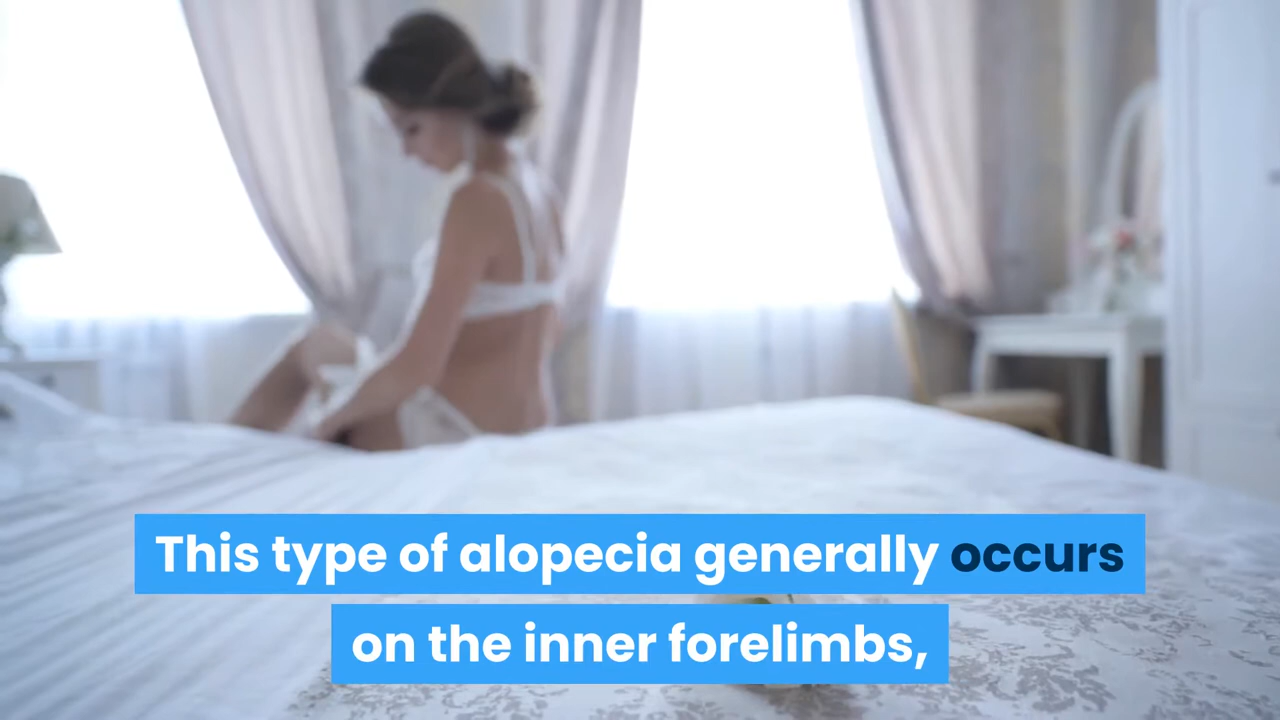 This type of alopecia generally occurs
on the inner forelimbs,